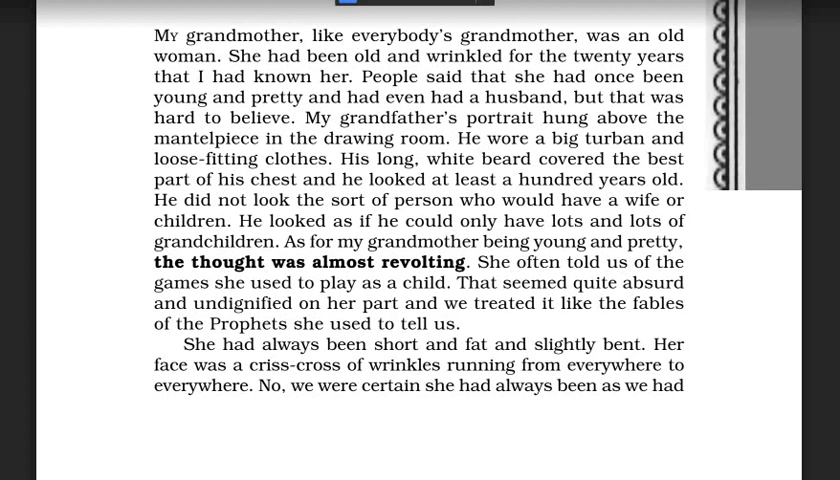 My grandmother, like everybody's grandmother, was an old
woman. She had been old and wrinkled for the twenty years
that I had known her. People said that she had once been
young and pretty and had even had a husband, but that was
hard to believe. My grandfather's portrait hung above the
mantelpiece in the drawing room. He wore a big turban and
loose-fitting clothes. His long, white beard covered the best
part of his chest and he looked at least a hundred years old.
He did not look the sort of person who would have a wife or
children. He looked as if he could only have lots and lots of
grandchildren. As for my grandmother being young and pretty,
the thought was almost revolting. She often told us of the
games she used to play as a child. That seemed quite absurd
and undignified on her part and we treated it like the fables
of the Prophets she used to tell us.
She had always been short and fat and slightly bent. Her
face was a criss-cross of wrinkles running from everywhere to
everywhere. No, we were certain she had always been as we had